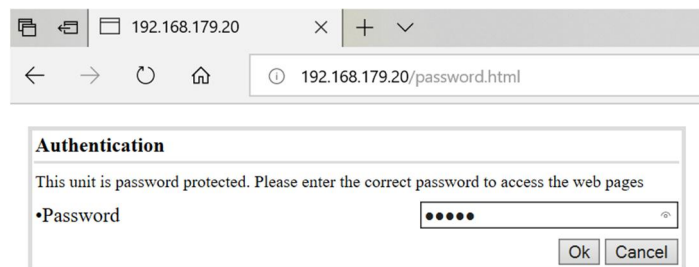 192.168.179.20
192.168.179.20/password.html
Authentication
This unit is password protected. Please enter the correct password to access the web pages
•Password ●●●●●
Ok Cancel